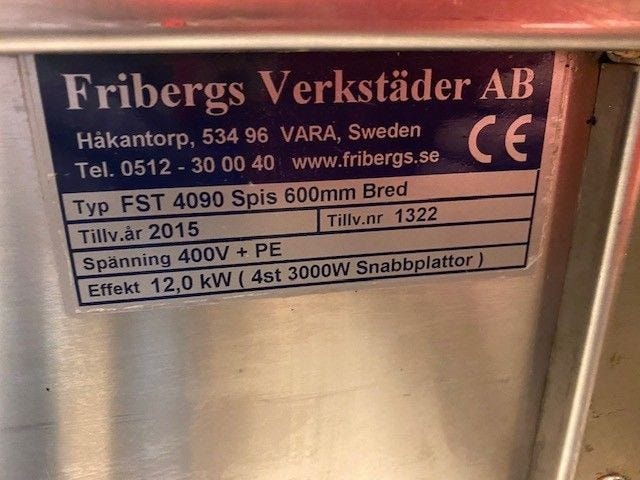 Fribergs Verkstäder AB
Håkantorp, 534 96 VARA, Sweden
Tel. 0512 - 30 00 40 www.fribergs.se
CE
Typ FST 4090 Spis 600mm Bred
Tillv.år 2015 Tillv.nr 1322
Spänning 400V + PE
Effekt 12,0 kW ( 4st 3000W Snabbplattor )